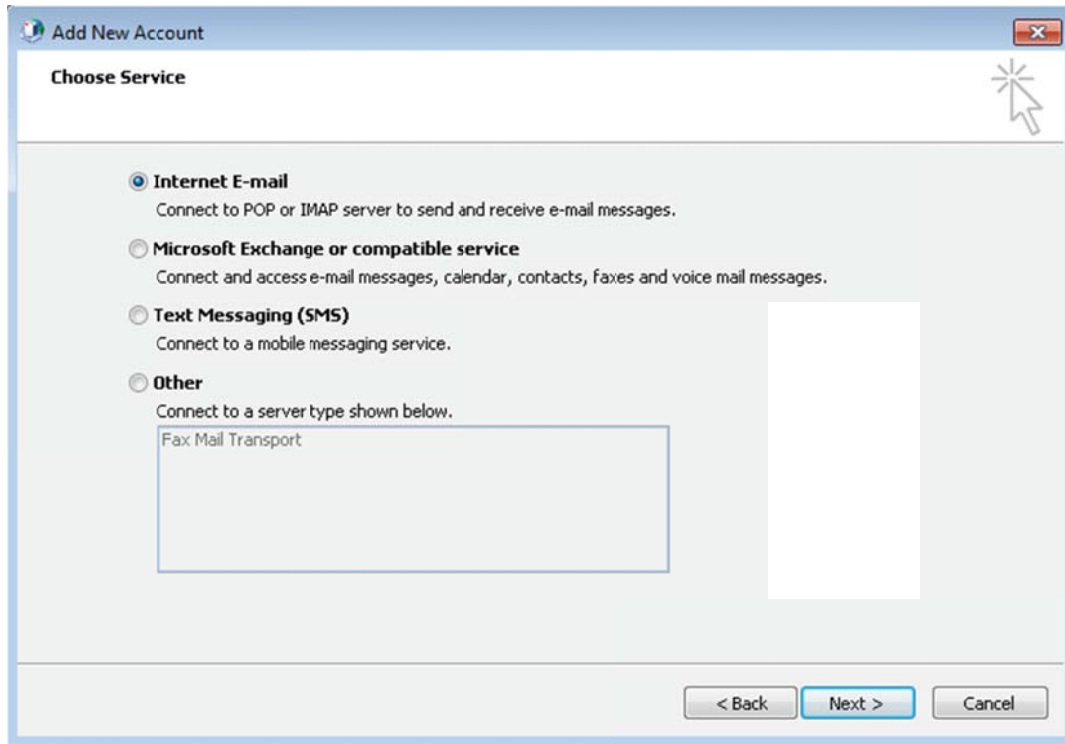 Add New Account
Choose Service
Internet E-mail
Connect to POP or IMAP server to send and receive e-mail messages.
Microsoft Exchange or compatible service
Connect and access e-mail messages, calendar, contacts, faxes and voice mail messages.
Text Messaging (SMS)
Connect to a mobile messaging service.
Other
Connect to a server type shown below.
Fax Mail Transport
< Back Next > Cancel